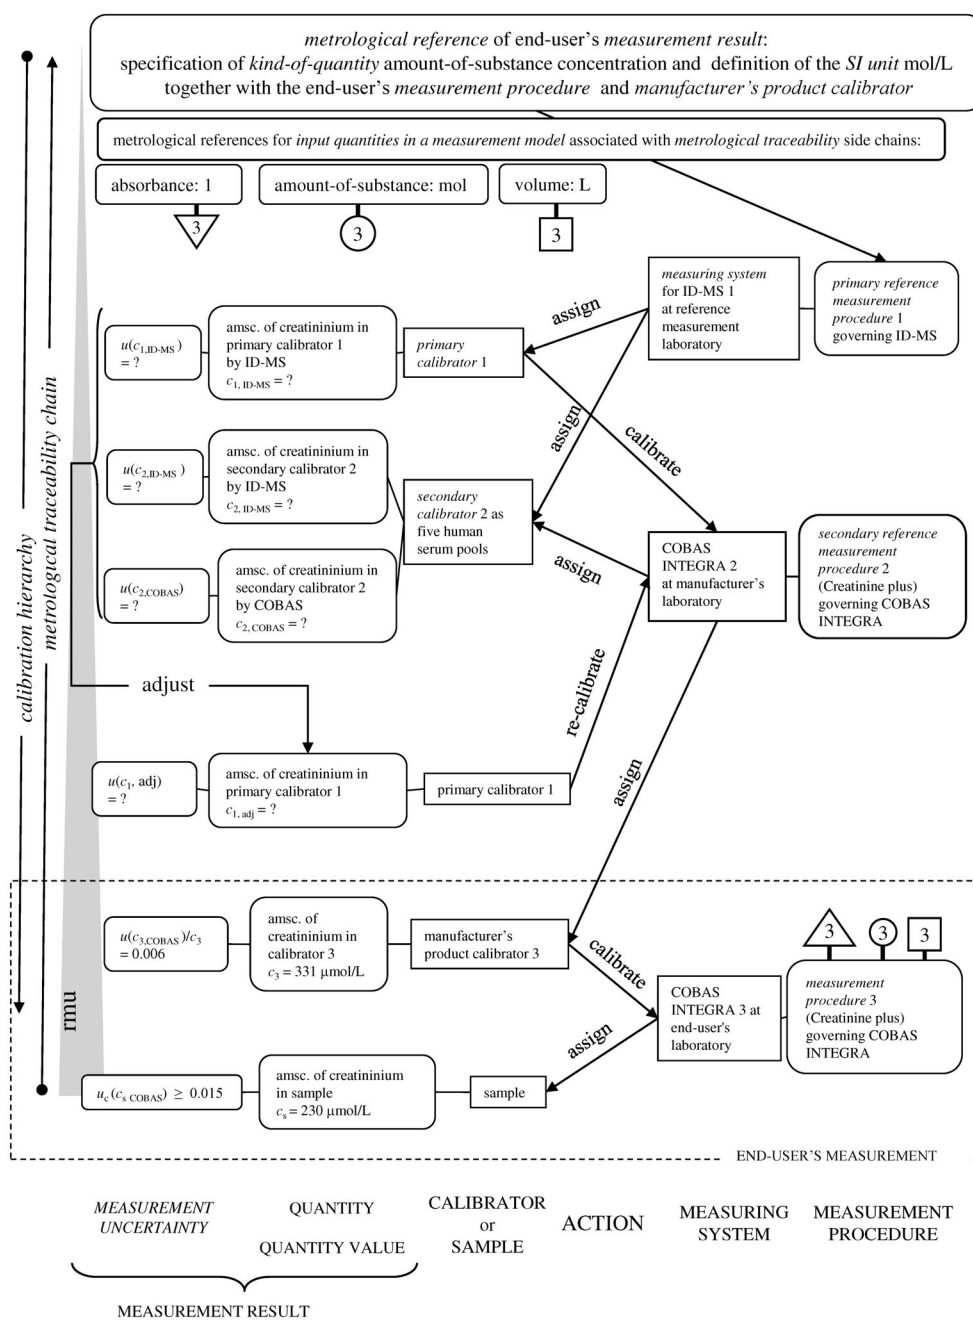 metrological reference of end-user's measurement result:
specification of kind-of-quantity amount-of-substance concentration and definition of the SI unit mol/L
together with the end-user's measurement procedure and manufacturer's product calibrator
metrological references for input quantities in a measurement model associated with metrological traceability side chains:
absorbance: 1
amount-of-substance: mol
volume: L
3
3
3
calibration hierarchy
metrological traceability chain
rmu
u(c1,ID-MS)
= ?
amsc. of creatininium in
primary calibrator 1
by ID-MS
c1, ID-MS = ?
primary
calibrator 1
assign
measuring system
for ID-MS 1
at reference
measurement
laboratory
primary reference
measurement
procedure 1
governing ID-MS
assign
calibrate
u(c2,ID-MS)
= ?
amsc. of creatininium in
secondary calibrator 2
by ID-MS
c2, ID-MS = ?
secondary
calibrator 2 as
five human
serum pools
u(c2,COBAS)
= ?
amsc. of creatininium in
secondary calibrator 2
by COBAS
c2, COBAS = ?
assign
COBAS
INTEGRA 2
at manufacturer's
laboratory
secondary reference
measurement
procedure 2
(Creatinine plus)
governing COBAS
INTEGRA
adjust
re-calibrate
assign
u(c1, adj)
= ?
amsc. of creatininium in
primary calibrator 1
c1, adj = ?
primary calibrator 1
u(c3,COBAS)/c3
= 0.006
amsc. of
creatininium in
calibrator 3
c3 = 331 µmol/L
manufacturer's
product calibrator 3
calibrate
3
3
3
COBAS
INTEGRA 3 at
end-user's
laboratory
measurement
procedure 3
(Creatinine plus)
governing COBAS
INTEGRA
assign
uc(cs COBAS) ≥ 0.015
amsc. of creatininium
in sample
cs = 230 µmol/L
sample
END-USER'S MEASUREMENT
MEASUREMENT
UNCERTAINTY
QUANTITY
QUANTITY VALUE
CALIBRATOR
or
SAMPLE
ACTION
MEASURING
SYSTEM
MEASUREMENT
PROCEDURE
MEASUREMENT RESULT